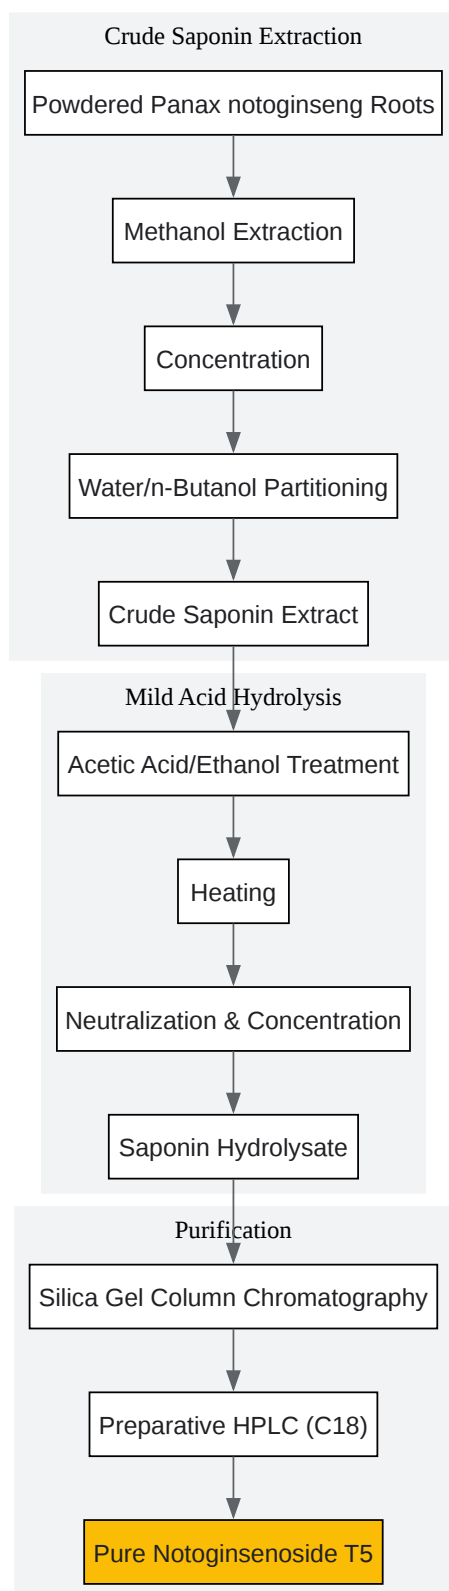 Crude Saponin Extraction
Powdered Panax notoginseng Roots
Methanol Extraction
Concentration
Water/n-Butanol Partitioning
Crude Saponin Extract
Mild Acid Hydrolysis
Acetic Acid/Ethanol Treatment
Heating
Neutralization & Concentration
Saponin Hydrolysate
Purification
Silica Gel Column Chromatography
Preparative HPLC (C18)
Pure Notoginsenoside T5